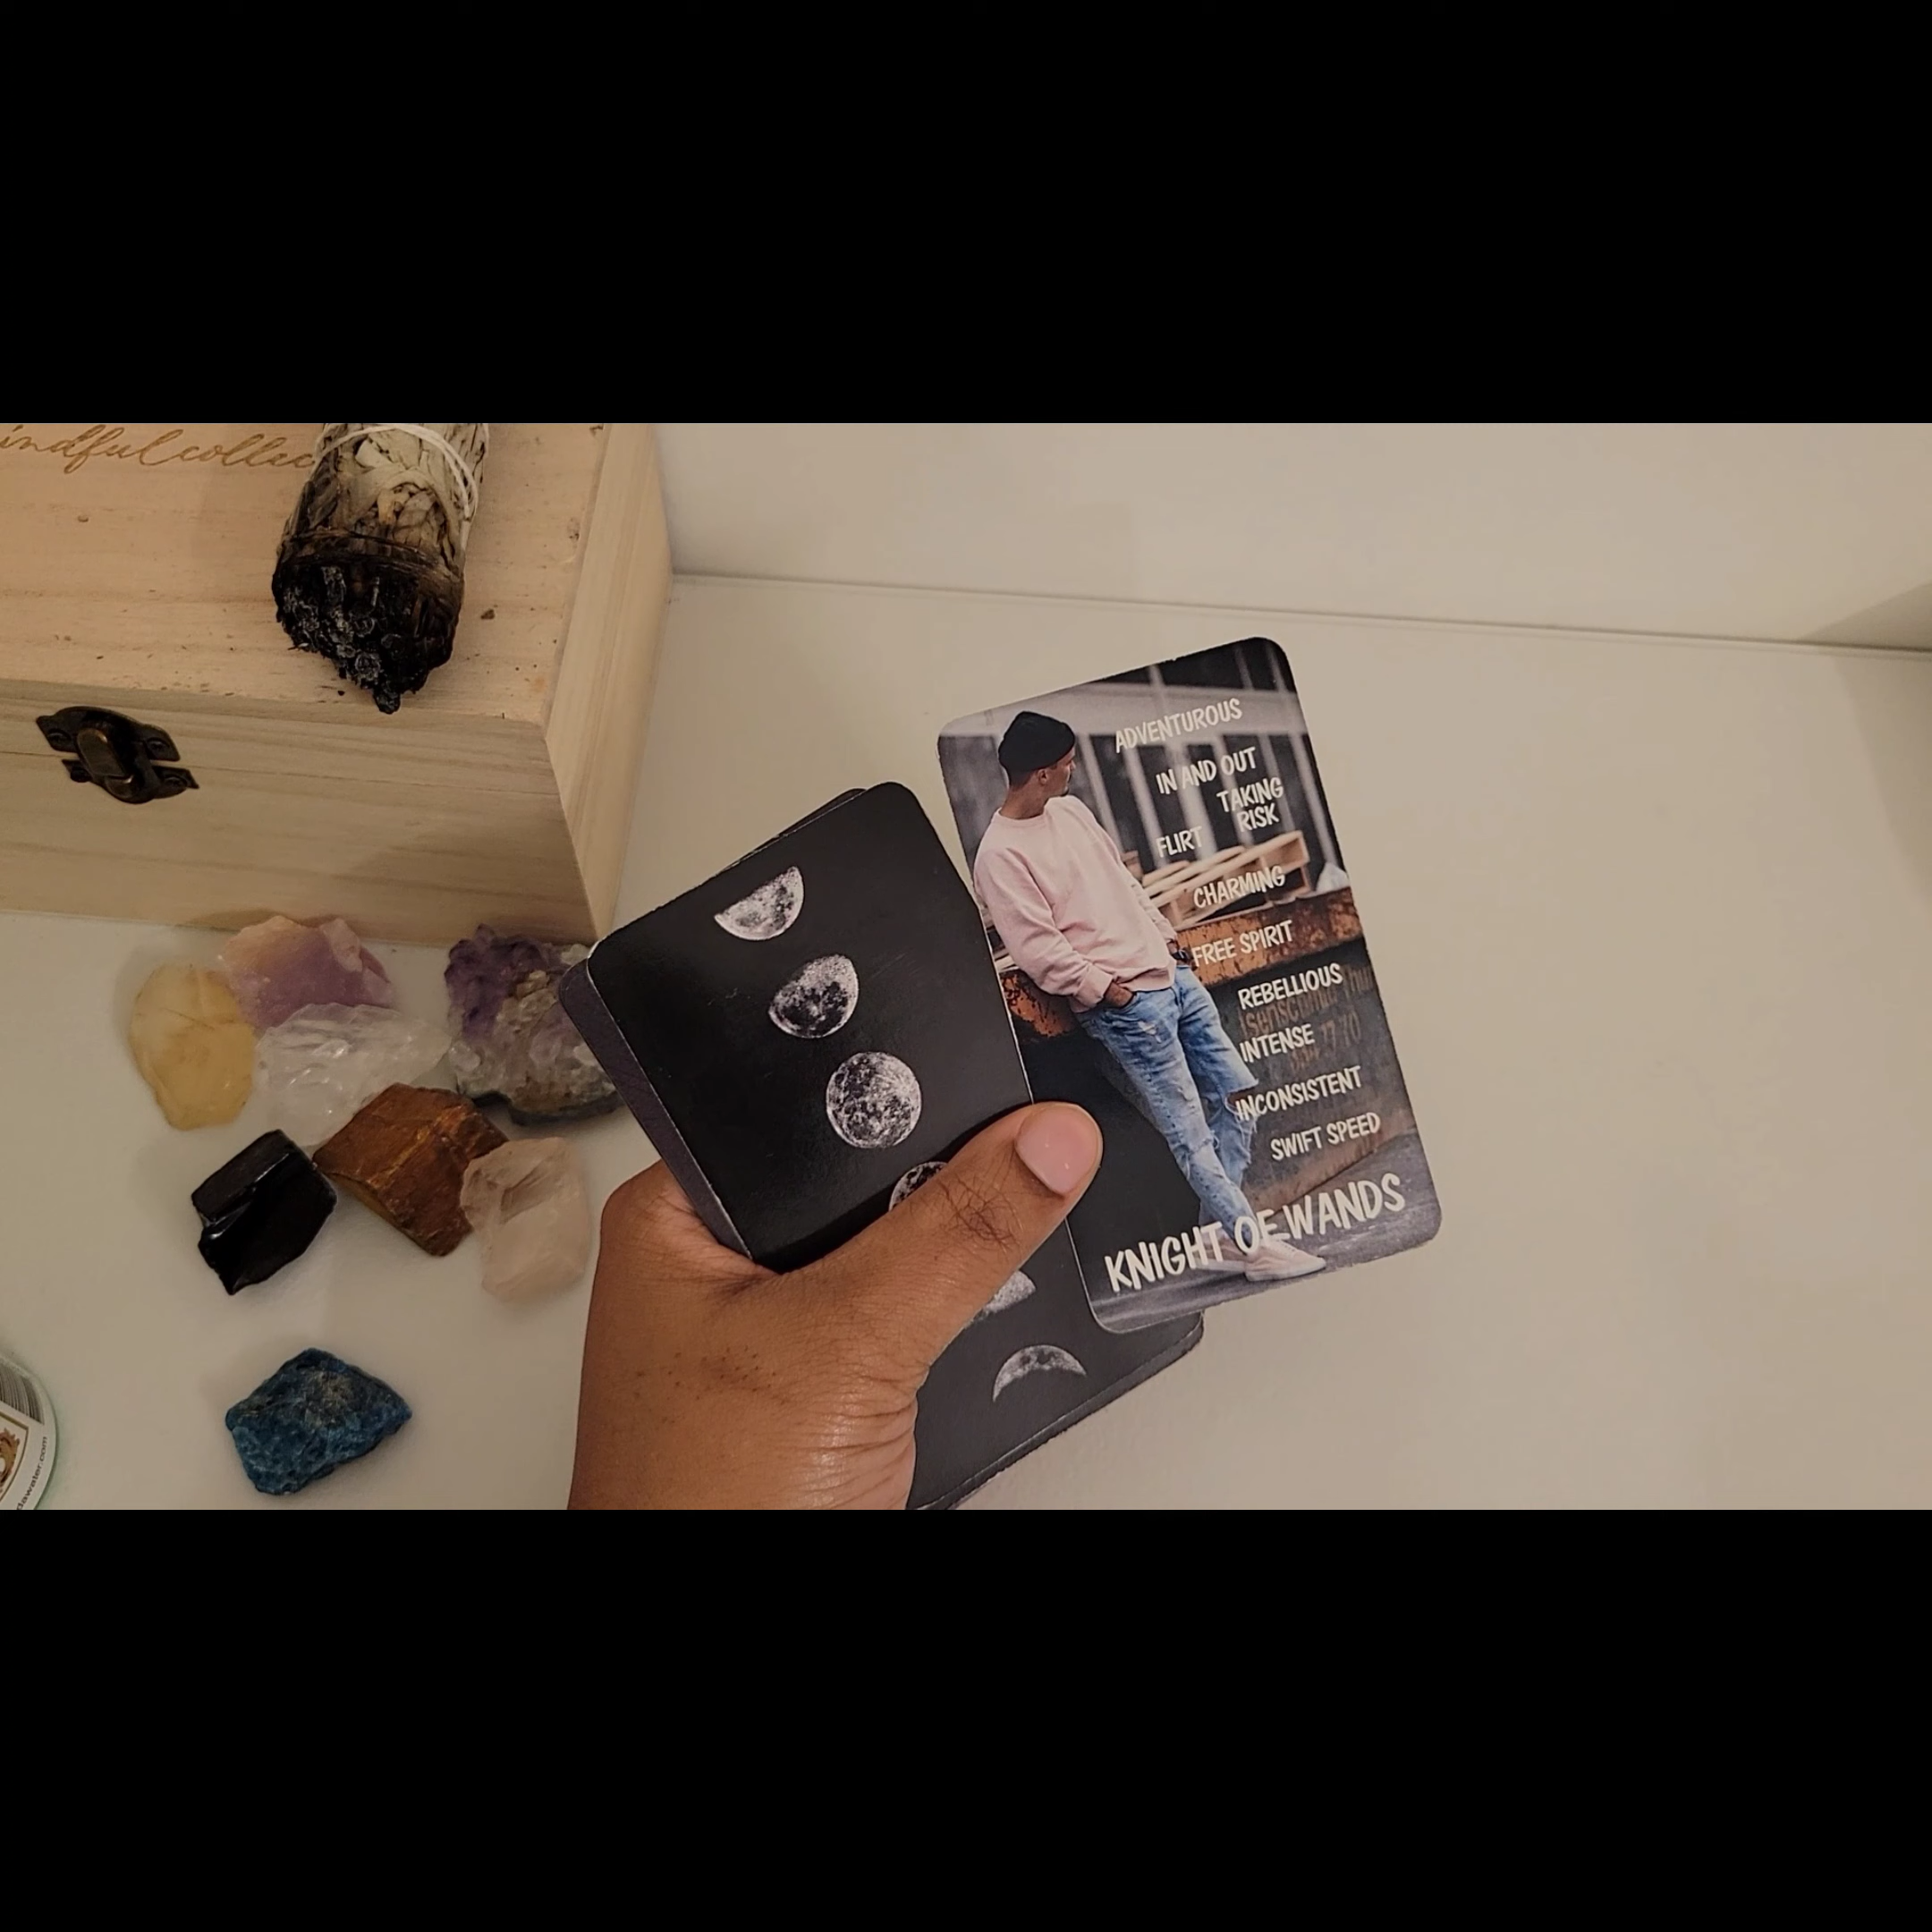 ADVENTUROUS
IN AND OUT
TAKING
RISK
FLIRT
CHARMING
FREE SPIRIT
REBELLIOUS
INTENSE
INCONSISTENT
SWIFT SPEED
KNIGHT OF WANDS